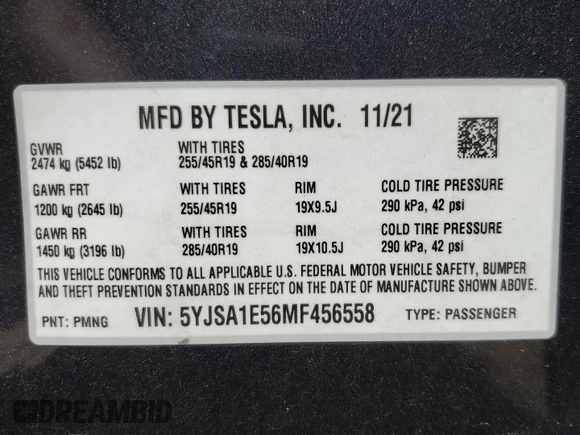 MFD BY TESLA, INC. 11/21
GVWR WITH TIRES
2474 kg (5452 lb) 255/45R19 & 285/40R19
GAWR FRT WITH TIRES RIM COLD TIRE PRESSURE
1200 kg (2645 lb) 255/45R19 19X9.5J 290 kPa, 42 psi
GAWR RR WITH TIRES RIM COLD TIRE PRESSURE
1450 kg (3196 lb) 285/40R19 19X10.5J 290 kPa, 42 psi
THIS VEHICLE CONFORMS TO ALL APPLICABLE U.S. FEDERAL MOTOR VEHICLE SAFETY, BUMPER
AND THEFT PREVENTION STANDARDS IN EFFECT ON THE DATE OF MANUFACTURE SHOWN ABOVE.
PNT: PMNG VIN: 5YJSA1E56MF456558 TYPE: PASSENGER
DREAMBID